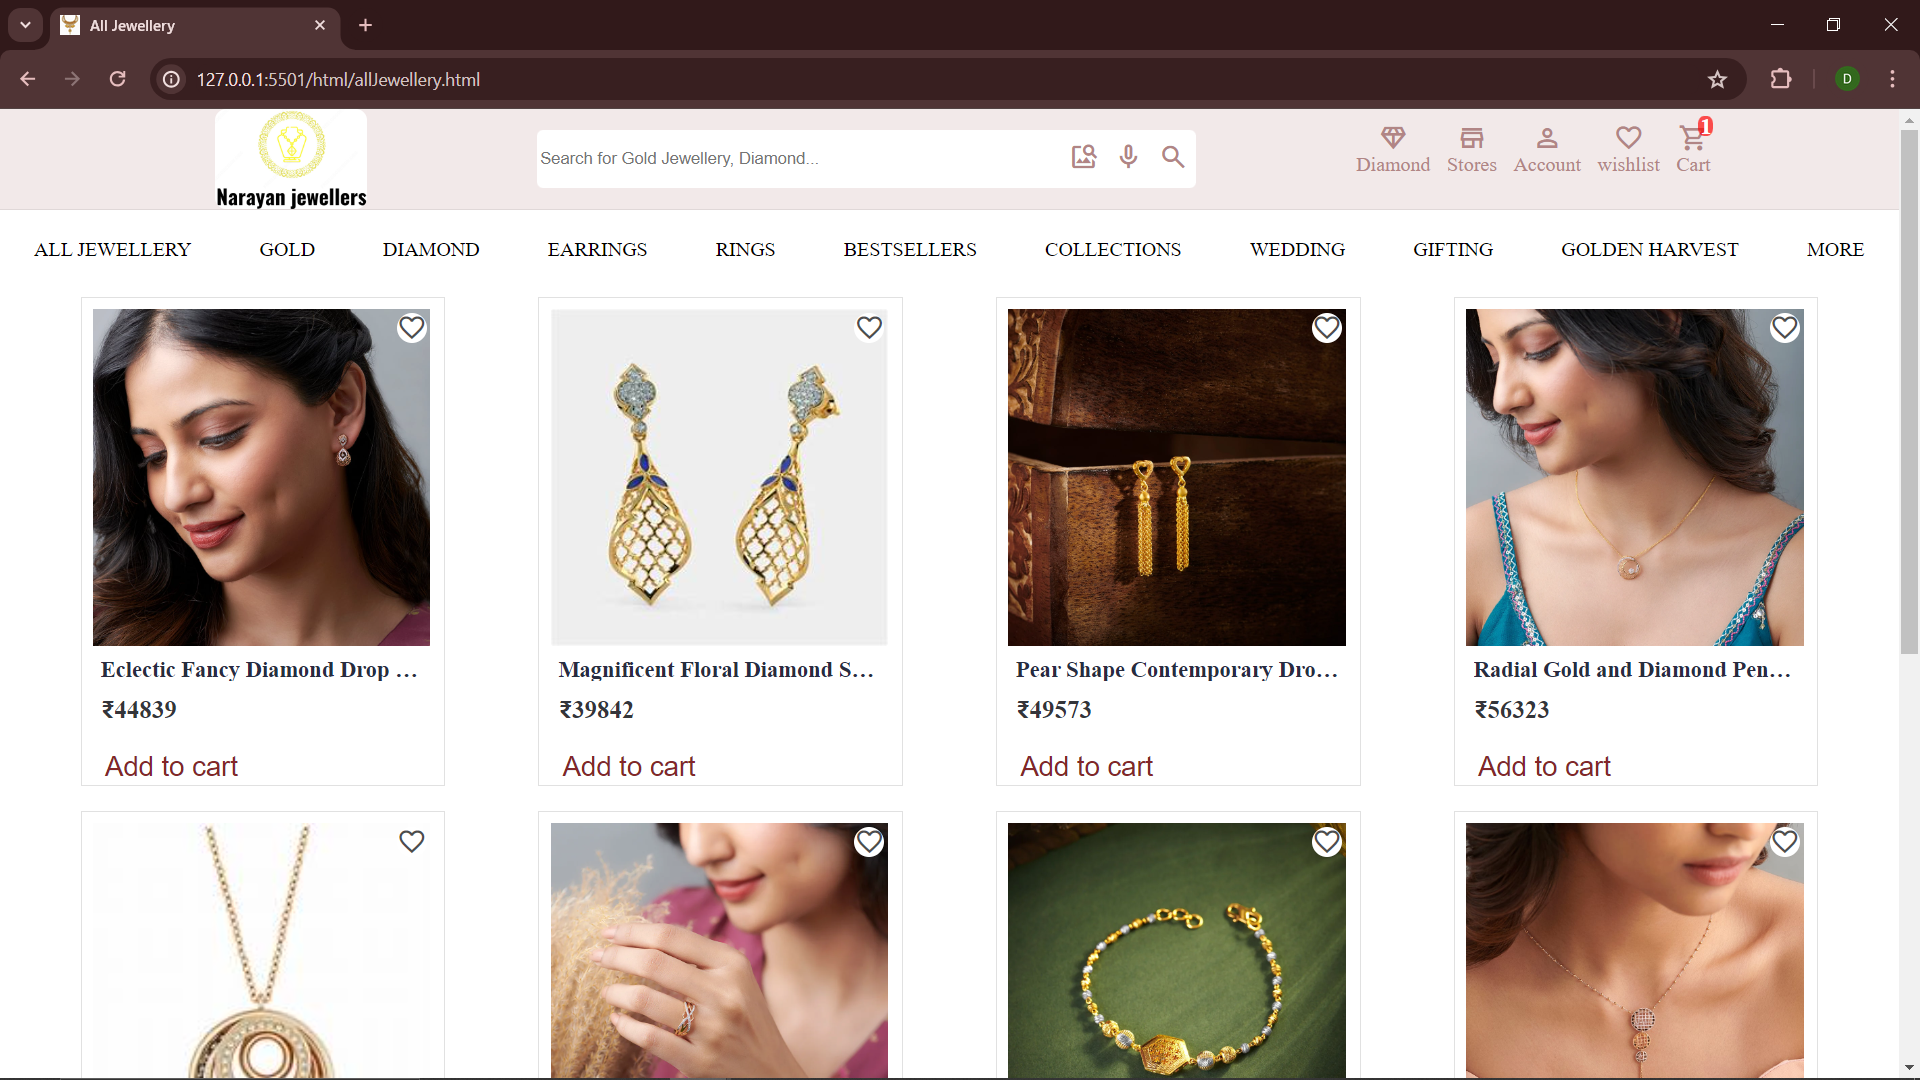 All Jewellery
127.0.0.1:5501/html/allJewellery.html
D
Narayan jewellers
Search for Gold Jewellery, Diamond...
1
Diamond Stores Account wishlist Cart
ALL JEWELLERY GOLD DIAMOND EARRINGS RINGS BESTSELLERS COLLECTIONS WEDDING GIFTING GOLDEN HARVEST MORE
Eclectic Fancy Diamond Drop ...
₹44839
Add to cart
Magnificent Floral Diamond S...
₹39842
Add to cart
Pear Shape Contemporary Dro...
₹49573
Add to cart
Radial Gold and Diamond Pen...
₹56323
Add to cart